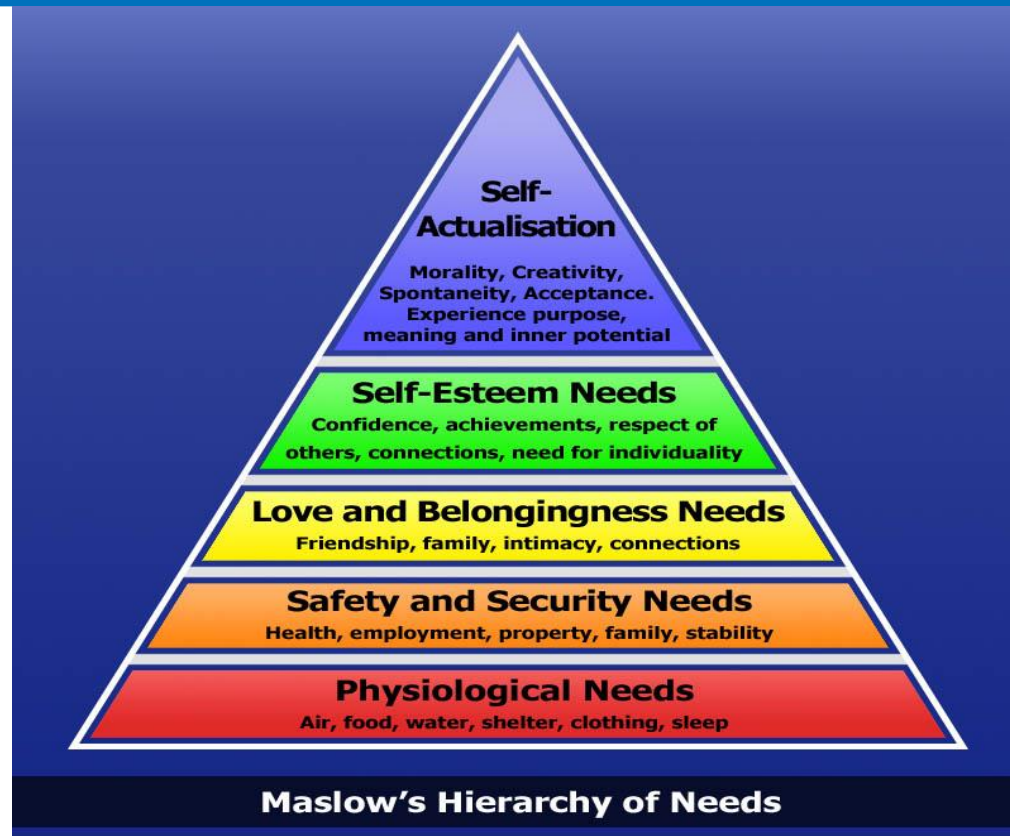 Self-
Actualisation
Morality, Creativity,
Spontaneity, Acceptance.
Experience purpose,
meaning and inner potential
Self-Esteem Needs
Confidence, achievements, respect of
others, connections, need for individuality
Love and Belongingness Needs
Friendship, family, intimacy, connections
Safety and Security Needs
Health, employment, property, family, stability
Physiological Needs
Air, food, water, shelter, clothing, sleep
Maslow's Hierarchy of Needs